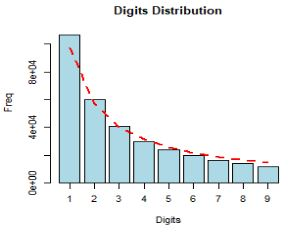 Digits Distribution
Freq
8e+04
4e+04
0e+00
1 2 3 4 5 6 7 8 9
Digits